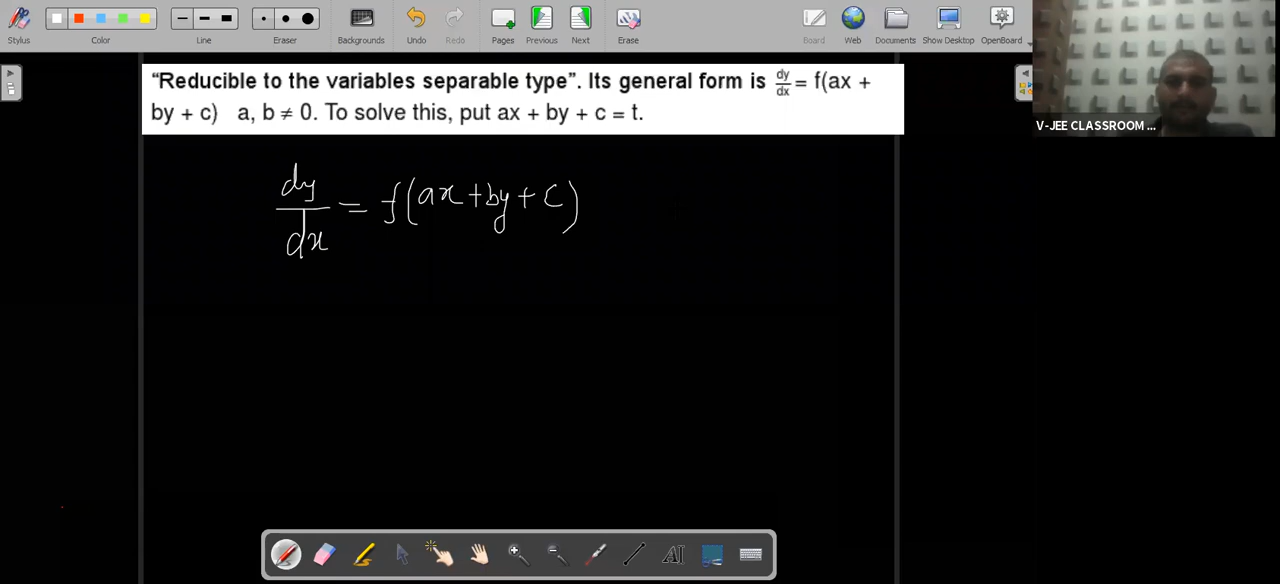 Stylus
Color
Line
Eraser
Backgrounds
Undo
Redo
Pages
Previous
Next
Erase
Board
Web
Documents
Show Desktop
OpenBoard
"Reducible to the variables separable type". Its general form is dy/dx = f(ax +
by + c) a, b ≠ 0. To solve this, put ax + by + c = t.
dy/dx = f(ax + by + c)
V-JEE CLASSROOM ...
AI